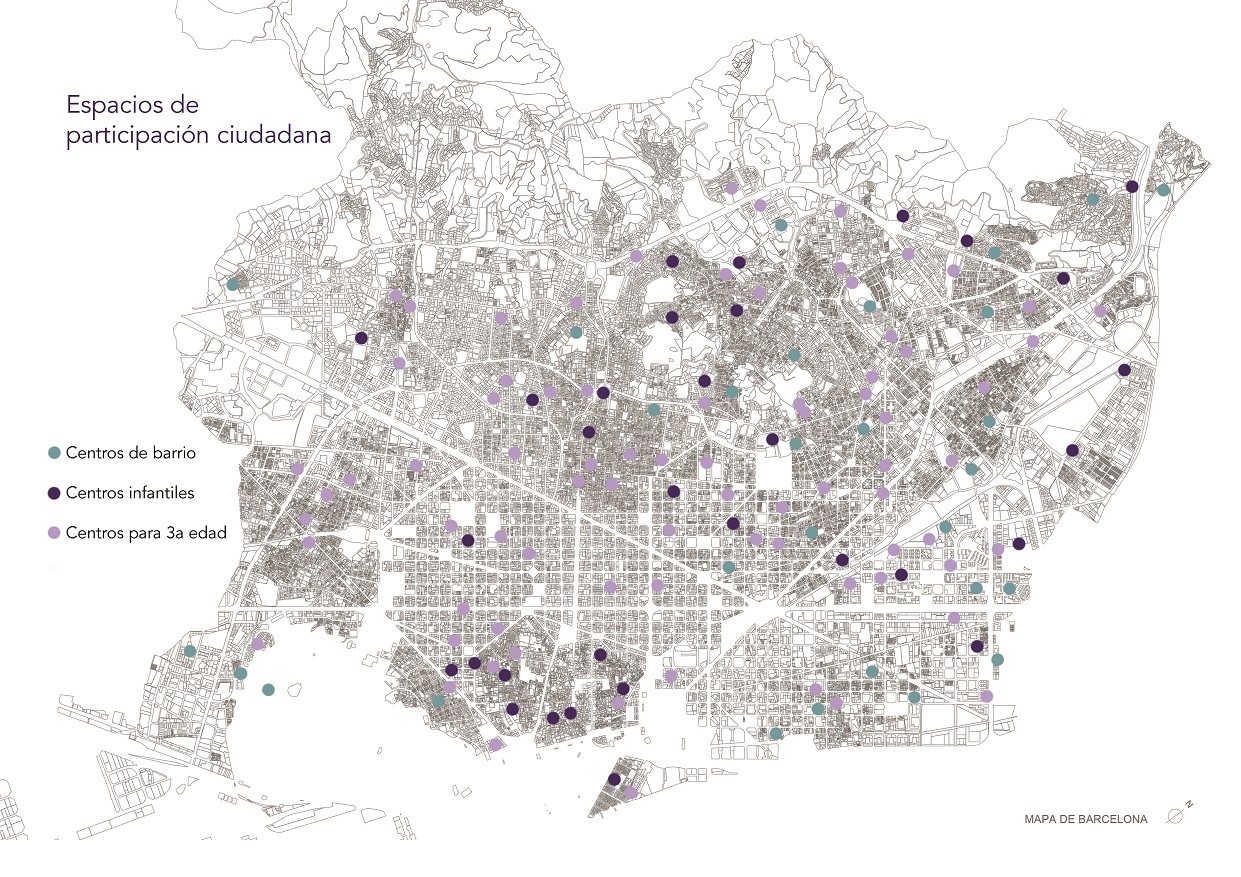 Espacios de
participación ciudadana
Centros de barrio
Centros infantiles
Centros para 3a edad
MAPA DE BARCELONA
N